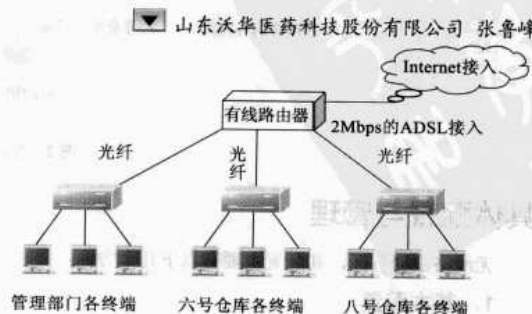 山东沃华医药科技股份有限公司 张鲁峰
Internet接入
有线路由器
2Mbps的ADSL接入
光纤
光纤
光纤
管理部门各终端
六号仓库各终端
八号仓库各终端